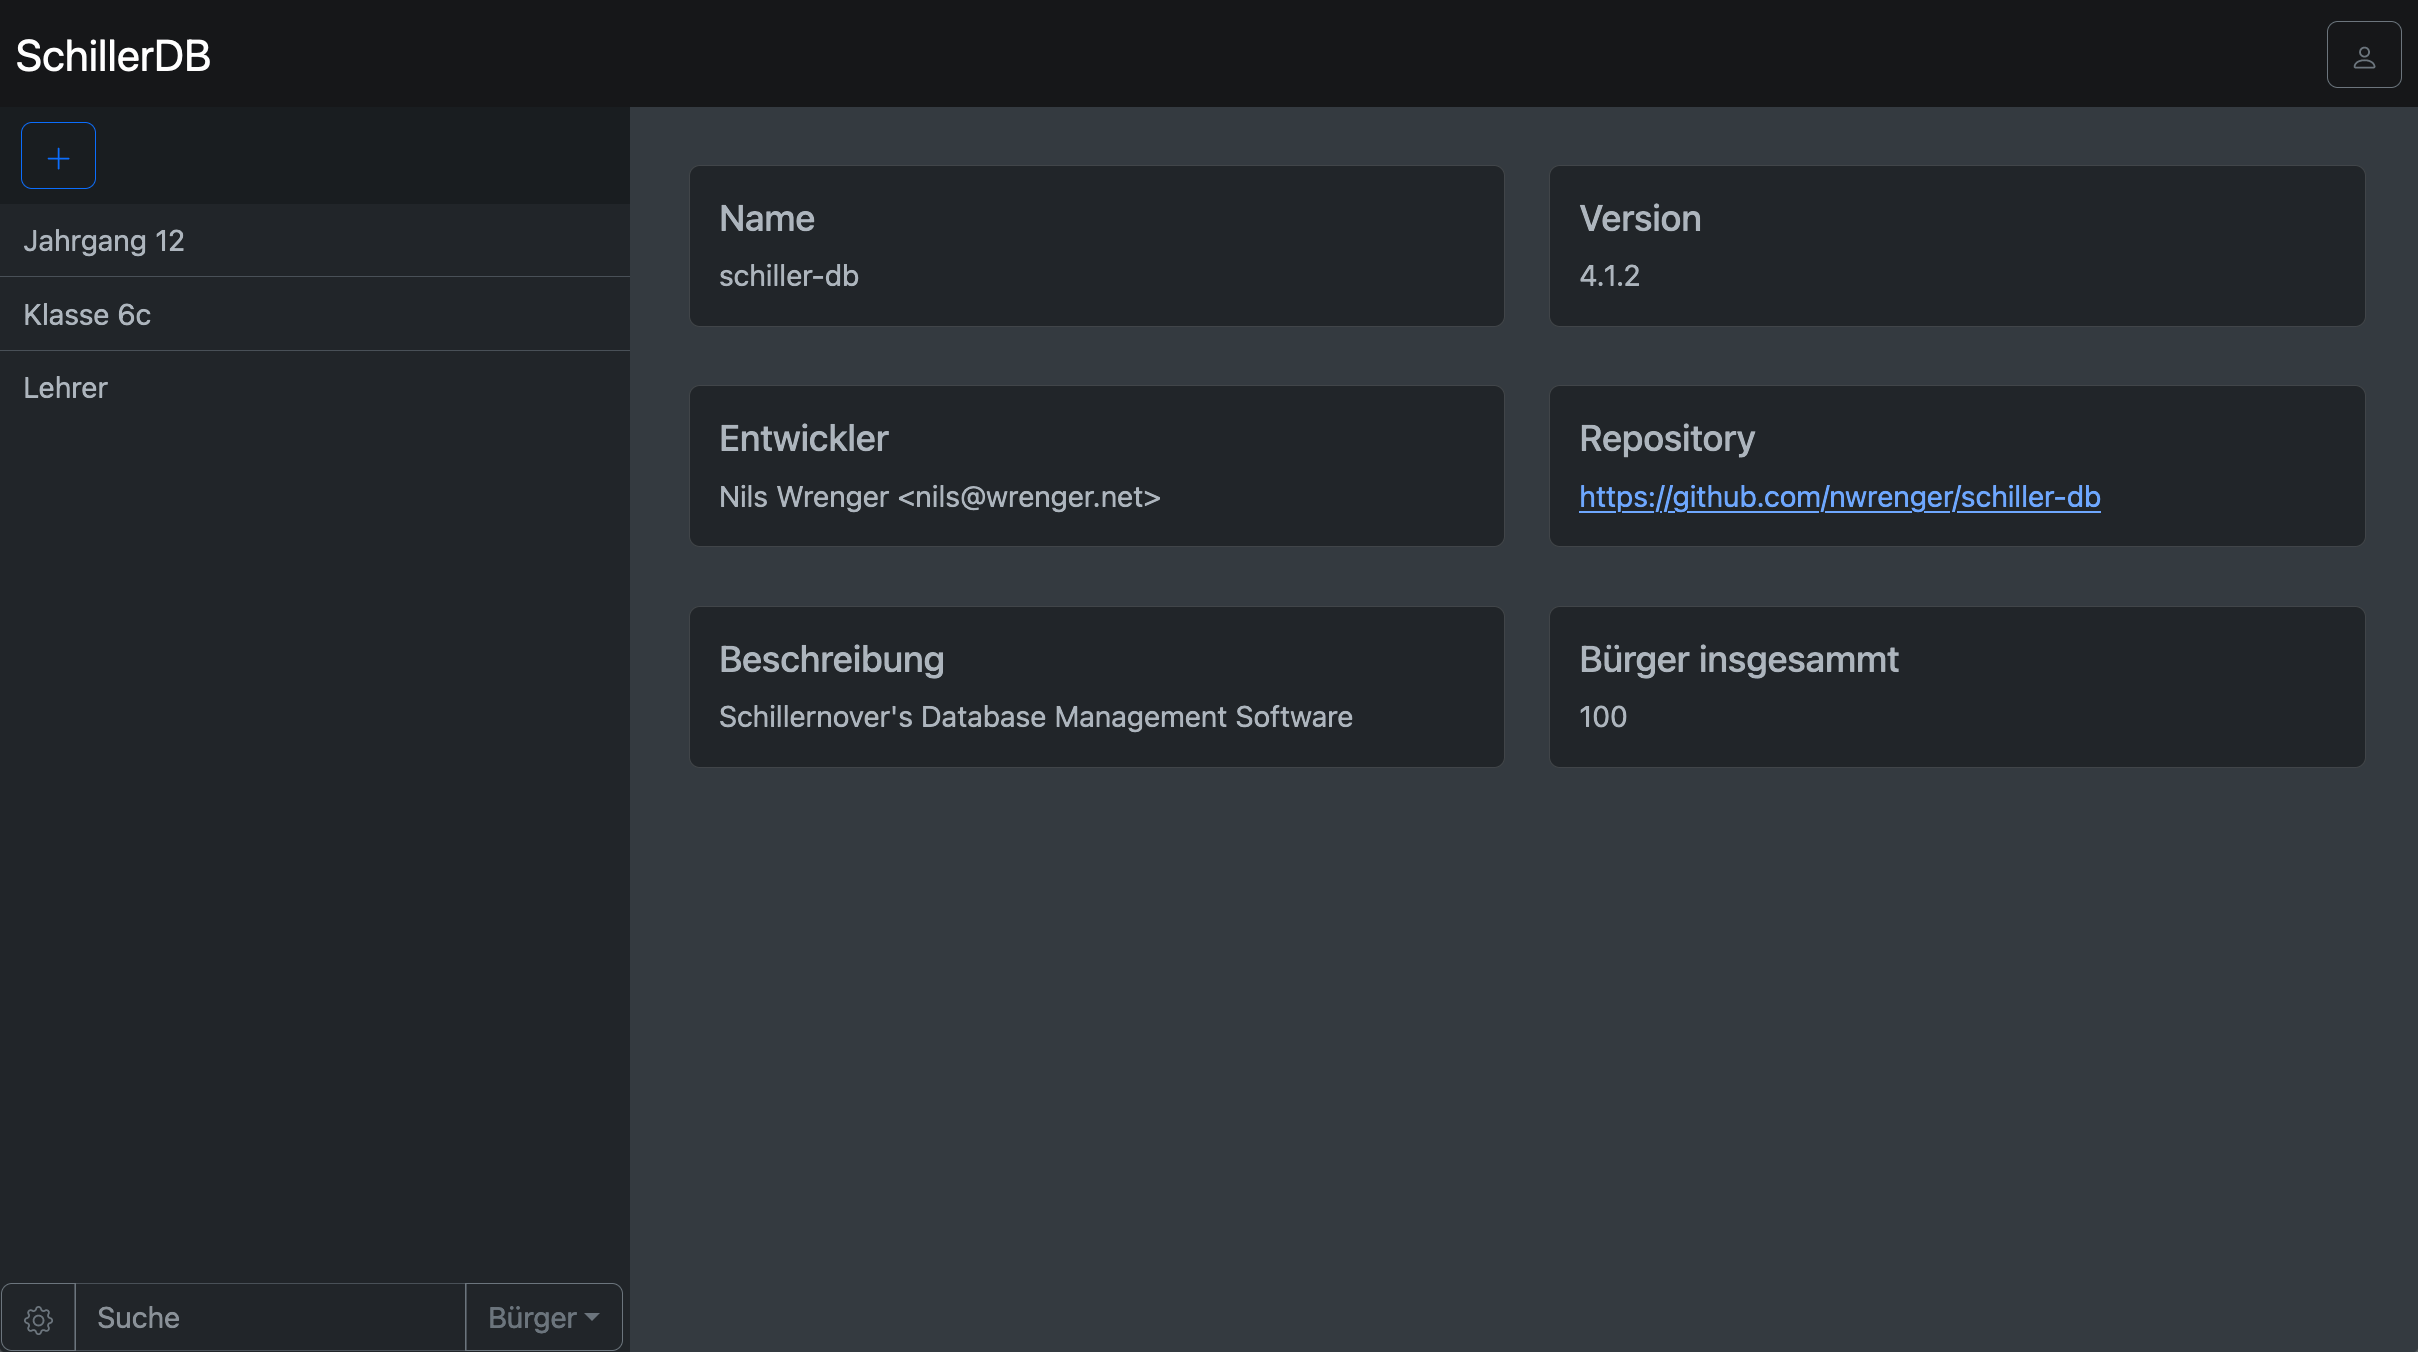 SchillerDB
Jahrgang 12
Klasse 6c
Lehrer
Suche
Bürger
Name
schiller-db
Version
4.1.2
Entwickler
Nils Wrenger <nils@wrenger.net>
Repository
https://github.com/nwrenger/schiller-db
Beschreibung
Schillernover's Database Management Software
Bürger insgesammt
100